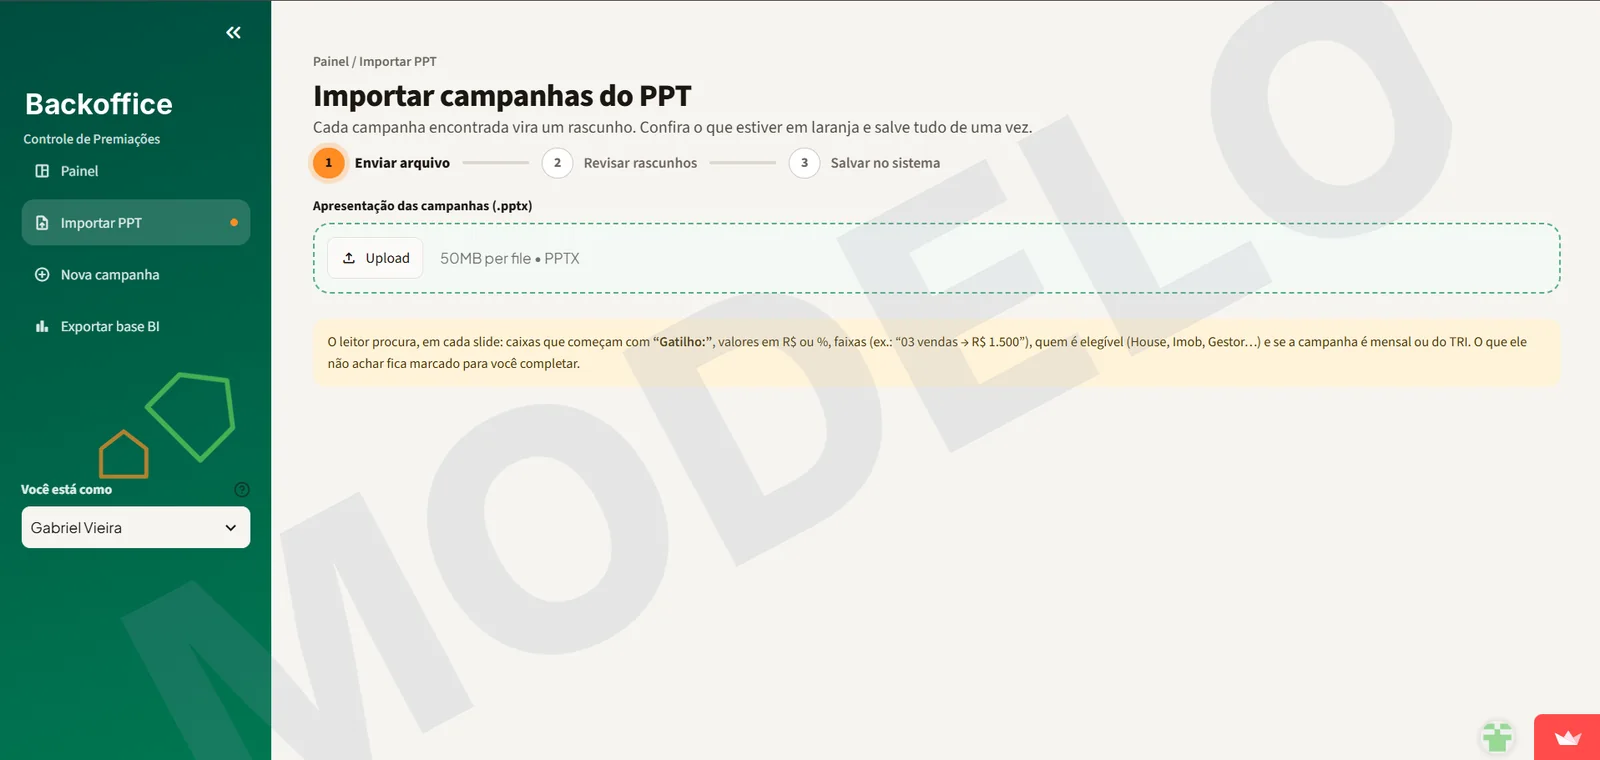 Backoffice
Controle de Premiações
Painel
Importar PPT
Nova campanha
Exportar base BI
Você está como
?
Gabriel Vieira
Painel / Importar PPT
Importar campanhas do PPT
Cada campanha encontrada vira um rascunho. Confira o que estiver em laranja e salve tudo de uma vez.
1 Enviar arquivo 2 Revisar rascunhos 3 Salvar no sistema
Apresentação das campanhas (.pptx)
Upload 50MB per file • PPTX
O leitor procura, em cada slide: caixas que começam com “Gatilho:”, valores em R$ ou %, faixas (ex.: “03 vendas → R$ 1.500”), quem é elegível (House, Imob, Gestor…) e se a campanha é mensal ou do TRI. O que ele
não achar fica marcado para você completar.
MODELO